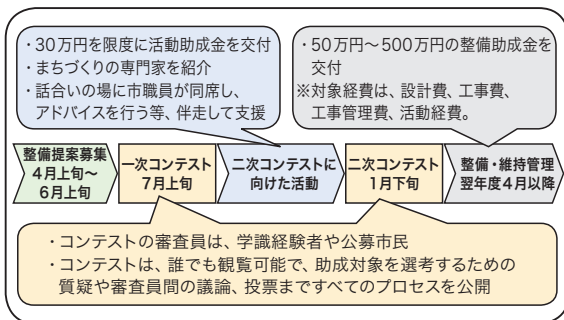 ・30万円を限度に活動助成金を交付
・まちづくりの専門家を紹介
・話合いの場に市職員が同席し、
アドバイスを行う等、伴走して支援
・50万円～500万円の整備助成金を
交付
※対象経費は、設計費、工事費、
工事管理費、活動経費。
整備提案募集
4月上旬～
6月上旬
一次コンテスト
7月上旬
二次コンテストに
向けた活動
二次コンテスト
1月下旬
整備・維持管理
翌年度4月以降
・コンテストの審査員は、学識経験者や公募市民
・コンテストは、誰でも観覧可能で、助成対象を選考するための
質疑や審査員間の議論、投票まですべてのプロセスを公開